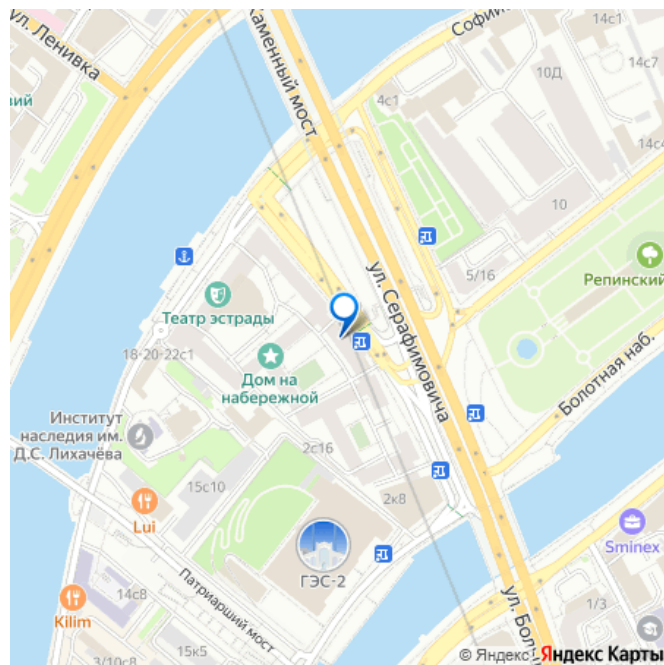 ул. Ленивка
Каменный мост
Софий
14с1
14с7
10Д
4с1
вий
14с4
10
5/16
Репинский
ул. Серафимовича
Театр эстрады
18-20-22с1
Дом на
набережной
Болотная наб.
Институт
наследия им.
Д.С. Лихачёва
2с16
15с10
2к8
Lui
ГЭС-2
Sminex
Патриарший мост
14с8
Kilim
1/3
ул. Бол
15к5
3/10с8
© Яндекс
Яндекс Карты